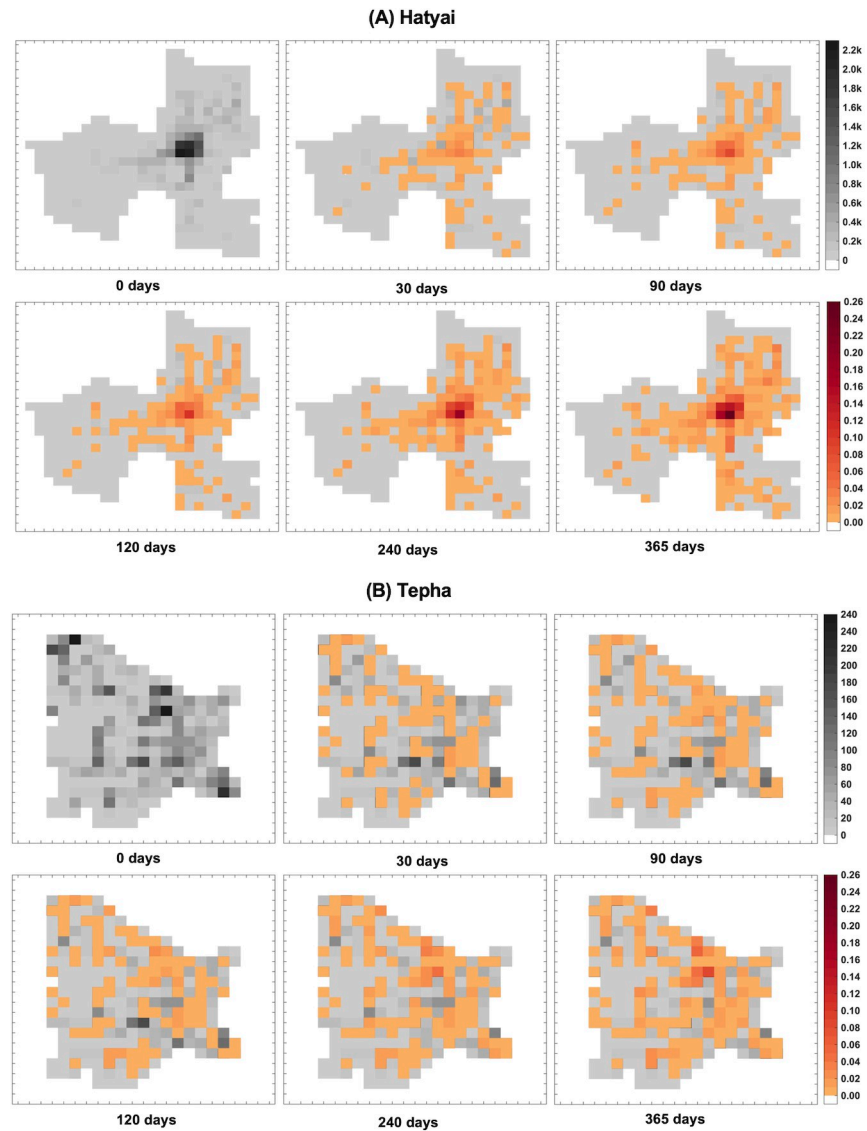 (A) Hatyai
2.2k
2.0k
1.8k
1.6k
1.4k
1.2k
1.0k
0.8k
0.6k
0.4k
0.2k
0
0 days
30 days
90 days
0.26
0.24
0.22
0.20
0.18
0.16
0.14
0.12
0.10
0.08
0.06
0.04
0.02
0.00
120 days
240 days
365 days
(B) Tepha
240
220
200
180
160
140
120
100
80
60
40
20
0
0 days
30 days
90 days
0.26
0.24
0.22
0.20
0.18
0.16
0.14
0.12
0.10
0.08
0.06
0.04
0.02
0.00
120 days
240 days
365 days